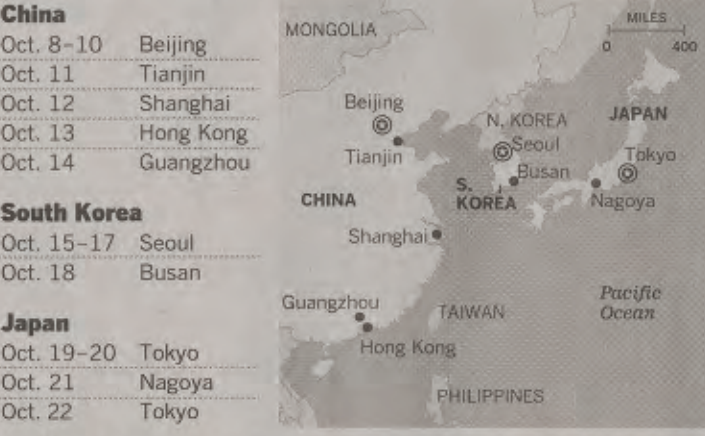 China
Oct. 8–10 Beijing
Oct. 11 Tianjin
Oct. 12 Shanghai
Oct. 13 Hong Kong
Oct. 14 Guangzhou
South Korea
Oct. 15–17 Seoul
Oct. 18 Busan
Japan
Oct. 19–20 Tokyo
Oct. 21 Nagoya
Oct. 22 Tokyo
MONGOLIA
MILES
0 400
Beijing
N. KOREA
JAPAN
Seoul
Tianjin
Tokyo
Busan
CHINA
S.
KOREA
Nagoya
Shanghai
Guangzhou
TAIWAN
Pacific
Ocean
Hong Kong
PHILIPPINES